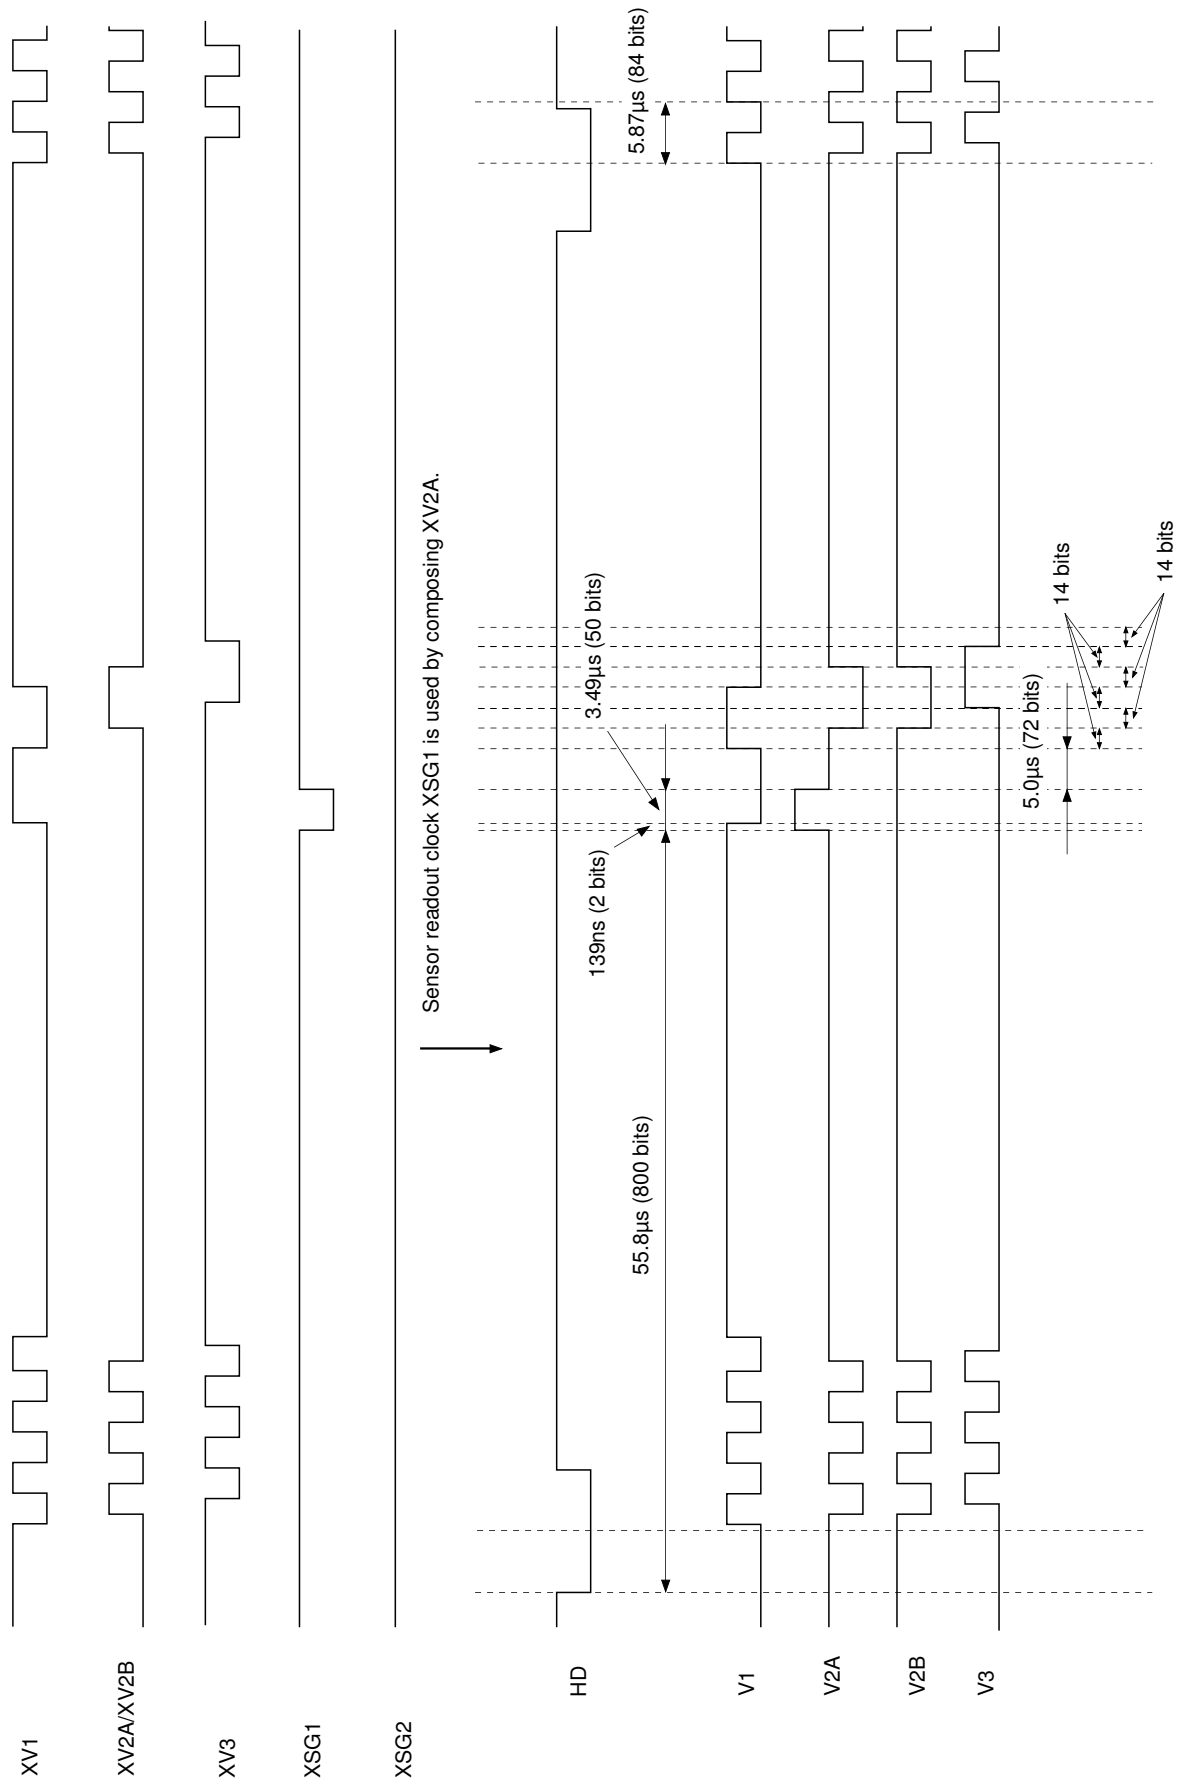 XV1
XV2A/XV2B
XV3
XSG1
XSG2
Sensor readout clock XSG1 is used by composing XV2A.
HD
139ns (2 bits)
3.49µs (50 bits)
5.87µs (84 bits)
55.8µs (800 bits)
V1
V2A
V2B
V3
5.0µs (72 bits)
14 bits
14 bits